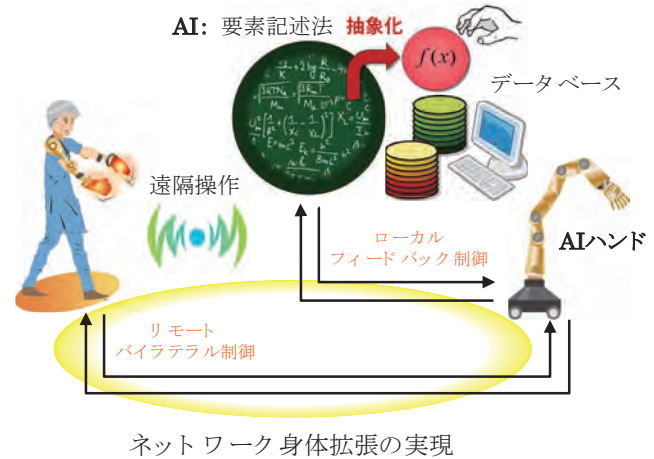 AI: 要素記述法 抽象化
f(x)
データベース
遠隔操作
ローカル
フィードバック制御
AIハンド
リモート
バイラテラル制御
ネットワーク身体拡張の実現